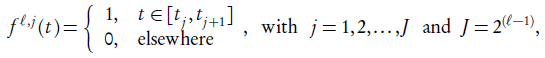 f^{ℓ,j}(t) = { 1, t ∈ [t_j, t_{j+1}]
0, elsewhere , with j = 1,2,…,J and J = 2^{(ℓ−1)},